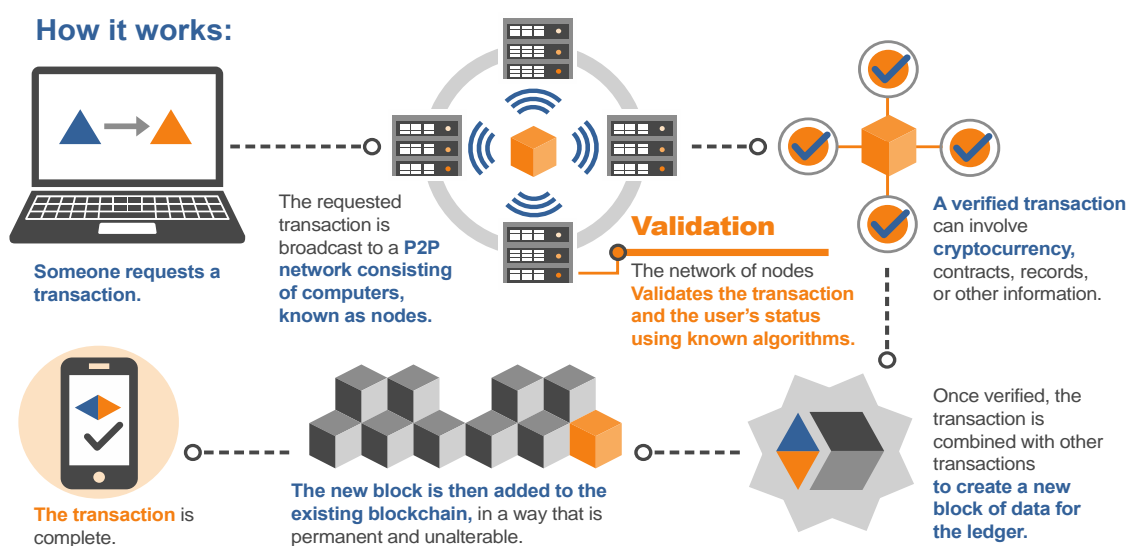 How it works:
Someone requests a
transaction.
The requested
transaction is
broadcast to a P2P
network consisting
of computers,
known as nodes.
Validation
The network of nodes
Validates the transaction
and the user’s status
using known algorithms.
A verified transaction
can involve
cryptocurrency,
contracts, records,
or other information.
Once verified, the
transaction is
combined with other
transactions
to create a new
block of data for
the ledger.
The new block is then added to the
existing blockchain, in a way that is
permanent and unalterable.
The transaction is
complete.